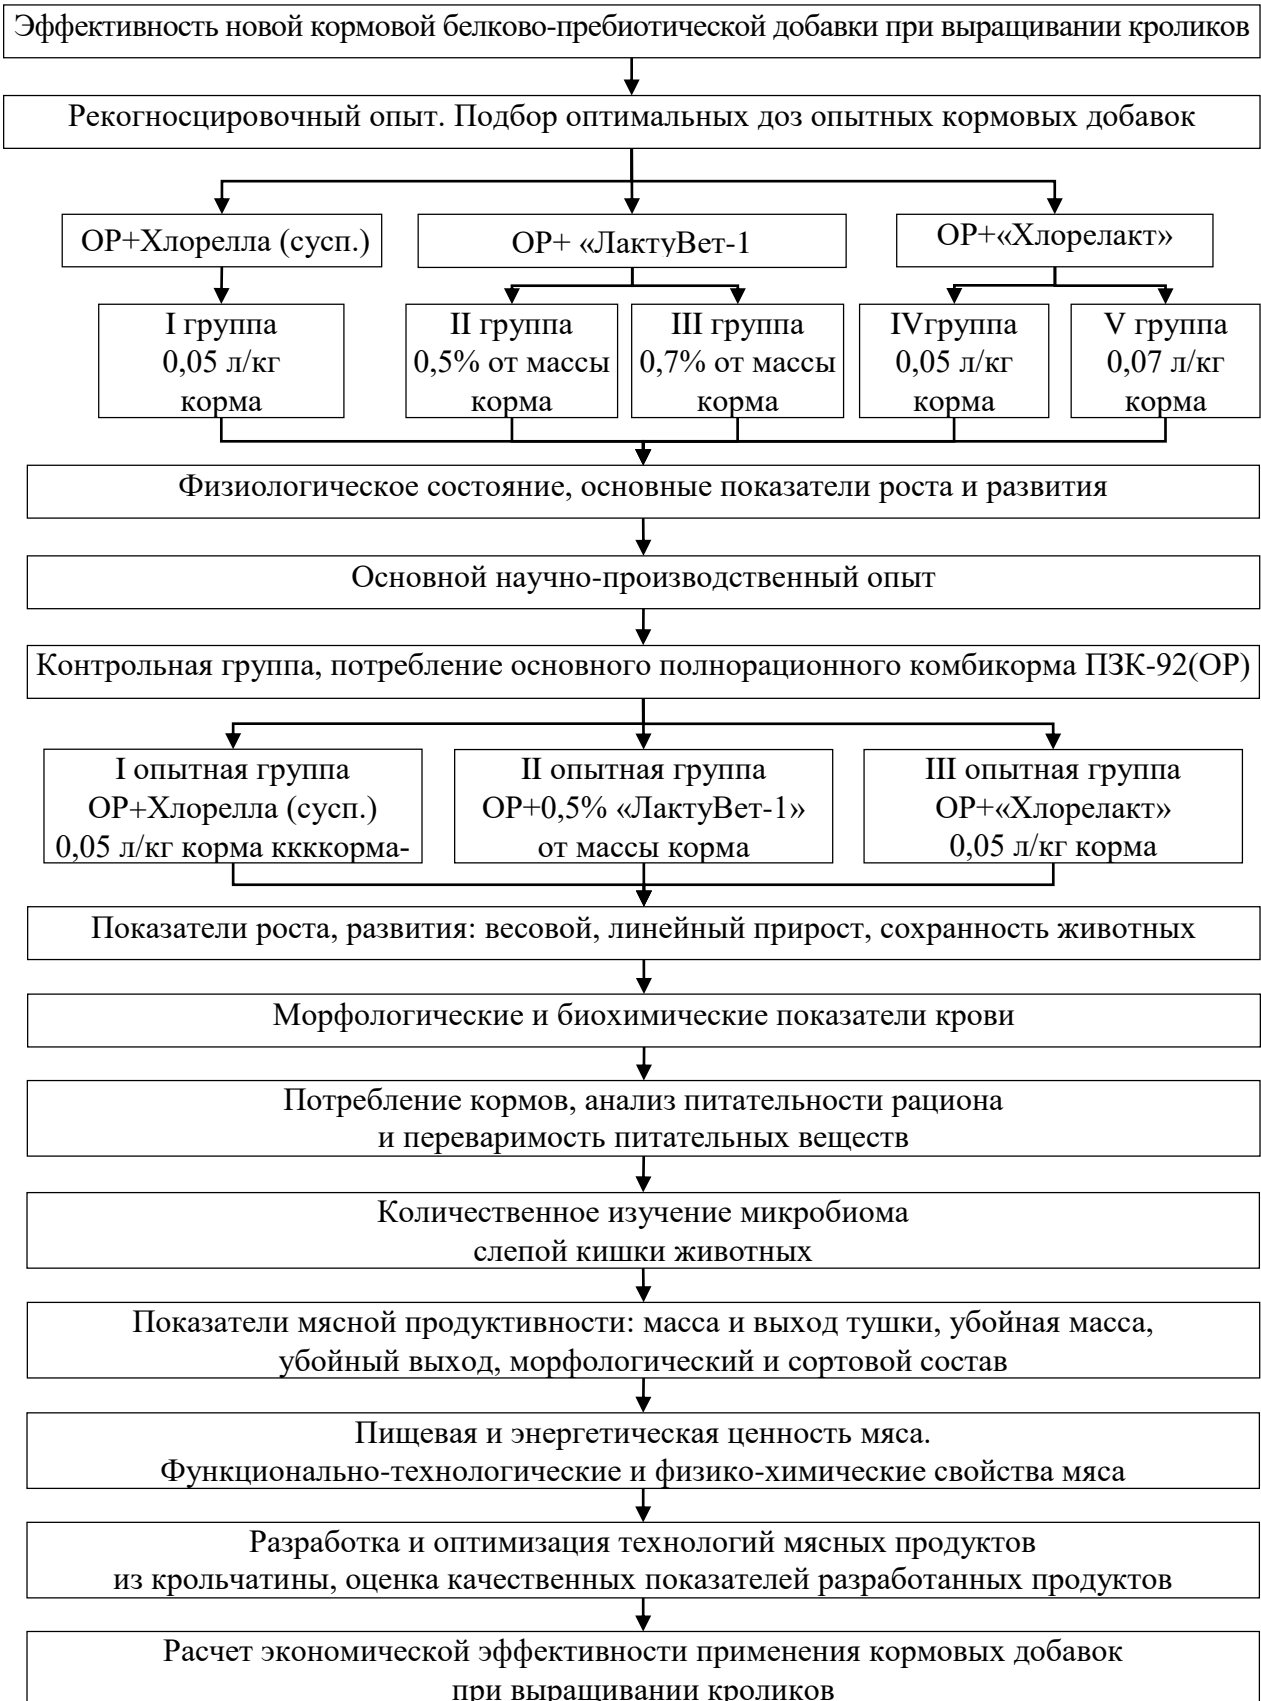 Эффективность новой кормовой белково-пребиотической добавки при выращивании кроликов
Рекогносцировочный опыт. Подбор оптимальных доз опытных кормовых добавок
ОР+Хлорелла (сусп.)
ОР+ «ЛактуВет-1
ОР+«Хлорелакт»
I группа
0,05 л/кг
корма
II группа
0,5% от массы
корма
III группа
0,7% от массы
корма
IVгруппа
0,05 л/кг
корма
V группа
0,07 л/кг
корма
Физиологическое состояние, основные показатели роста и развития
Основной научно-производственный опыт
Контрольная группа, потребление основного полнорационного комбикорма ПЗК-92(ОР)
I опытная группа
ОР+Хлорелла (сусп.)
0,05 л/кг корма ккккорма-
II опытная группа
ОР+0,5% «ЛактуВет-1»
от массы корма
III опытная группа
ОР+«Хлорелакт»
0,05 л/кг корма
Показатели роста, развития: весовой, линейный прирост, сохранность животных
Морфологические и биохимические показатели крови
Потребление кормов, анализ питательности рациона
и переваримость питательных веществ
Количественное изучение микробиома
слепой кишки животных
Показатели мясной продуктивности: масса и выход тушки, убойная масса,
убойный выход, морфологический и сортовой состав
Пищевая и энергетическая ценность мяса.
Функционально-технологические и физико-химические свойства мяса
Разработка и оптимизация технологий мясных продуктов
из крольчатины, оценка качественных показателей разработанных продуктов
Расчет экономической эффективности применения кормовых добавок
при выращивании кроликов